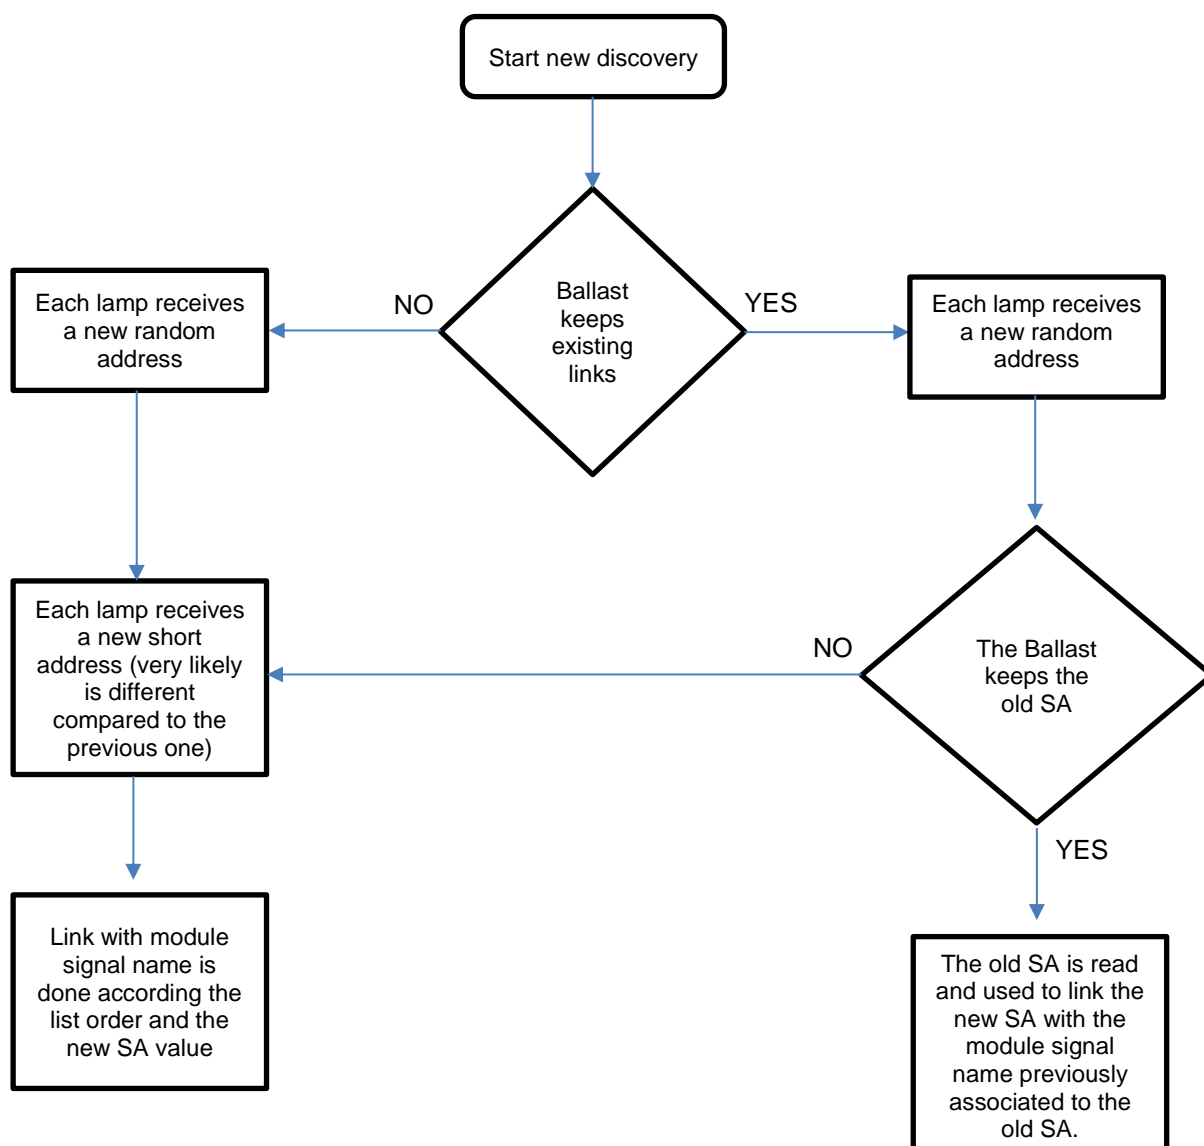 Start new discovery
Ballast
keeps
existing
links
NO
YES
Each lamp receives
a new random
address
Each lamp receives
a new random
address
Each lamp receives
a new short
address (very likely
is different
compared to the
previous one)
NO
The Ballast
keeps the
old SA
YES
Link with module
signal name is
done according the
list order and the
new SA value
The old SA is read
and used to link the
new SA with the
module signal
name previously
associated to the
old SA.